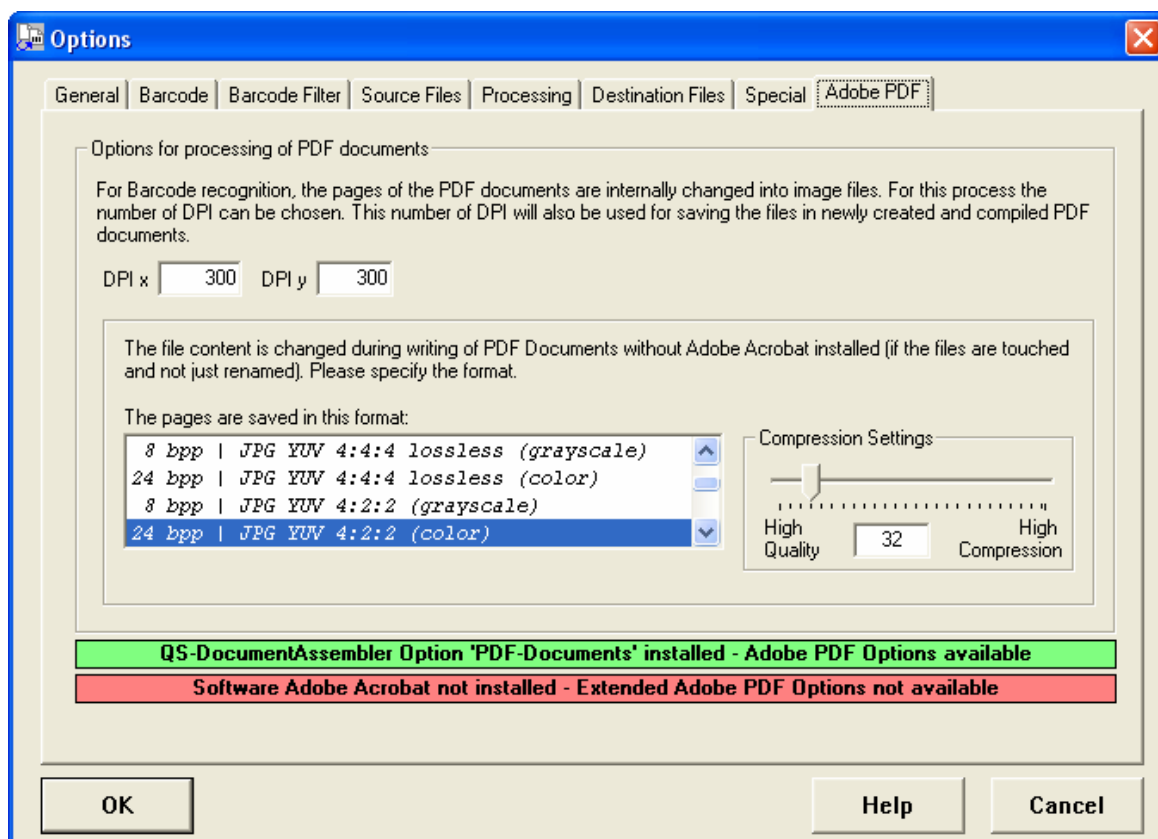 Options
General Barcode Barcode Filter Source Files Processing Destination Files Special Adobe PDF
Options for processing of PDF documents
For Barcode recognition, the pages of the PDF documents are internally changed into image files. For this process the
number of DPI can be chosen. This number of DPI will also be used for saving the files in newly created and compiled PDF
documents.
DPI x 300 DPI y 300
The file content is changed during writing of PDF Documents without Adobe Acrobat installed (if the files are touched
and not just renamed). Please specify the format.
The pages are saved in this format:
8 bpp | JPG YUV 4:4:4 lossless (grayscale)
24 bpp | JPG YUV 4:4:4 lossless (color)
8 bpp | JPG YUV 4:2:2 (grayscale)
24 bpp | JPG YUV 4:2:2 (color)
Compression Settings
High
Quality
32
High
Compression
QS-DocumentAssembler Option 'PDF-Documents' installed - Adobe PDF Options available
Software Adobe Acrobat not installed - Extended Adobe PDF Options not available
OK Help Cancel